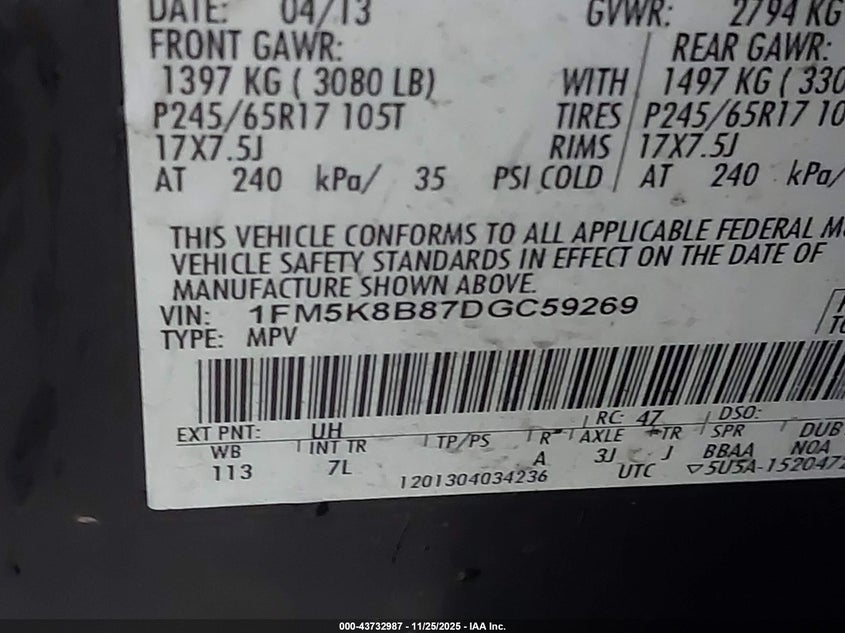 DATE: 04/13 GVWR: 2794 KG
FRONT GAWR: REAR GAWR:
1397 KG ( 3080 LB) WITH 1497 KG ( 330
P245/65R17 105T TIRES P245/65R17 10
17X7.5J RIMS 17X7.5J
AT 240 kPa/ 35 PSI COLD AT 240 kPa/
THIS VEHICLE CONFORMS TO ALL APPLICABLE FEDERAL M
VEHICLE SAFETY STANDARDS IN EFFECT ON THE DATE OF
MANUFACTURE SHOWN ABOVE.
VIN: 1FM5K8B87DGC59269
TYPE: MPV
EXT PNT: UH RC: 47 DSO:
WB INT TR TP/PS R AXLE TR SPR DUB
113 7L A 3J J BBAA NOA
1201304034236 UTC ▽5U5A-1520472
000-43732987 - 11/25/2025 - IAA Inc.